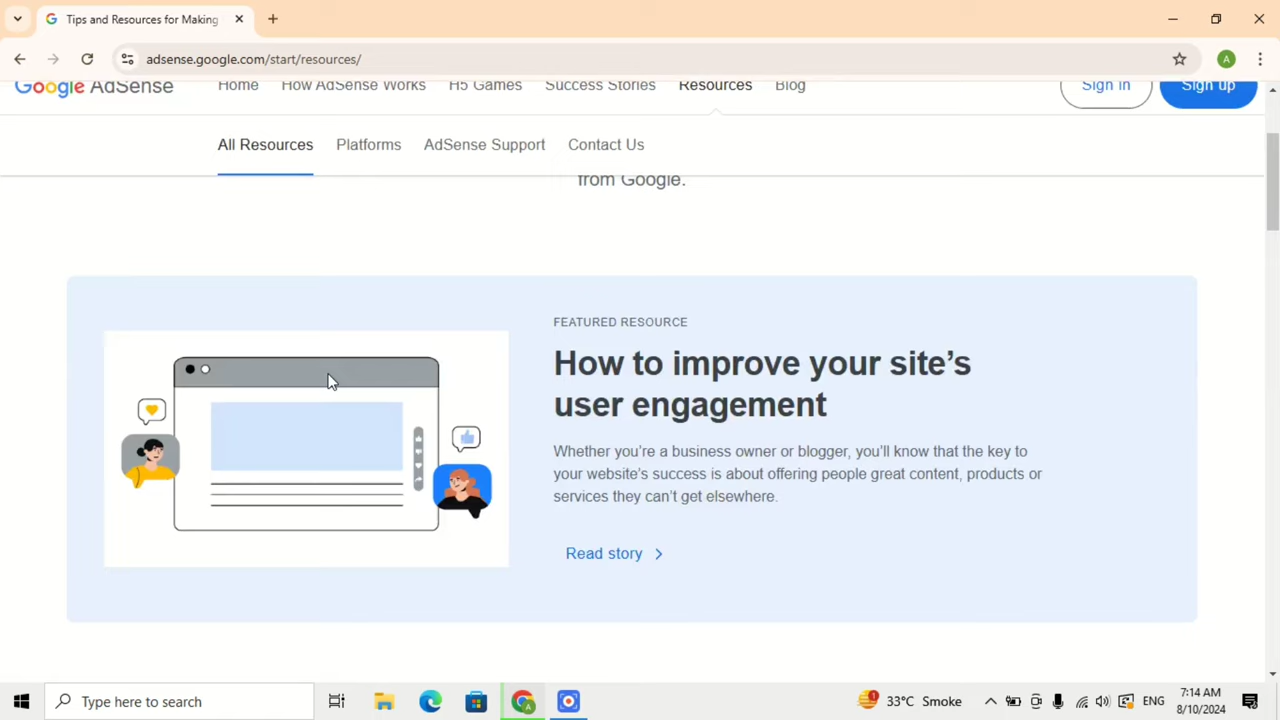 Tips and Resources for Making
adsense.google.com/start/resources/
A
Google AdSense
Home
How AdSense Works
H5 Games
Success Stories
Resources
Blog
Sign in
Sign up
All Resources
Platforms
AdSense Support
Contact Us
from Google.
FEATURED RESOURCE
How to improve your site’s
user engagement
Whether you’re a business owner or blogger, you’ll know that the key to
your website’s success is about offering people great content, products or
services they can’t get elsewhere.
Read story
Type here to search
A
1
33°C Smoke
ENG
7:14 AM
8/10/2024